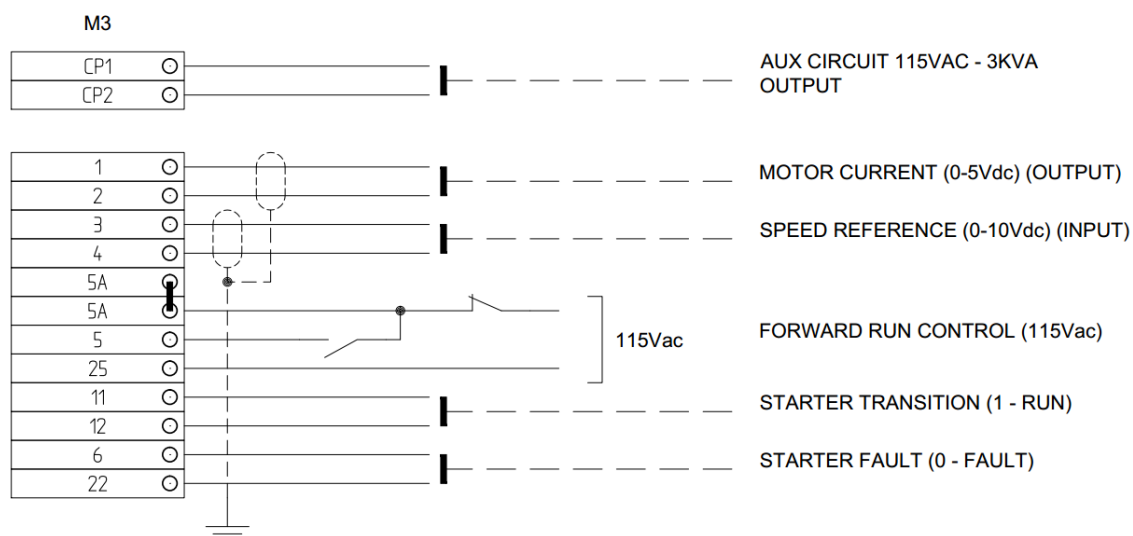 M3
CP1
AUX CIRCUIT 115VAC - 3KVA
CP2
OUTPUT
1
MOTOR CURRENT (0-5Vdc) (OUTPUT)
2
3
SPEED REFERENCE (0-10Vdc) (INPUT)
4
5A
5A
5
115Vac
FORWARD RUN CONTROL (115Vac)
25
11
STARTER TRANSITION (1 - RUN)
12
6
STARTER FAULT (0 - FAULT)
22